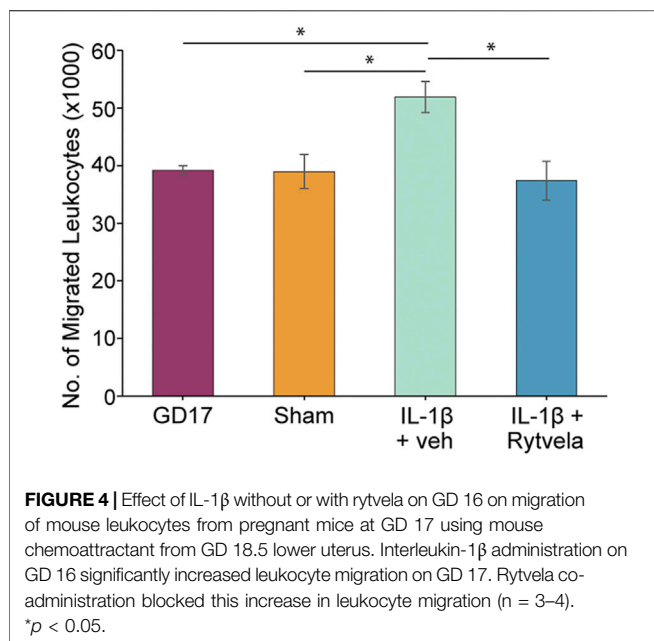 No. of Migrated Leukocytes (x1000)
60
50
40
30
20
10
0
*
*
*
GD17
Sham
IL-1β
+ veh
IL-1β +
Rytvela
FIGURE 4 | Effect of IL-1β without or with rytvela on GD 16 on migration
of mouse leukocytes from pregnant mice at GD 17 using mouse
chemoattractant from GD 18.5 lower uterus. Interleukin-1β administration on
GD 16 significantly increased leukocyte migration on GD 17. Rytvela co-
administration blocked this increase in leukocyte migration (n = 3–4).
*p < 0.05.